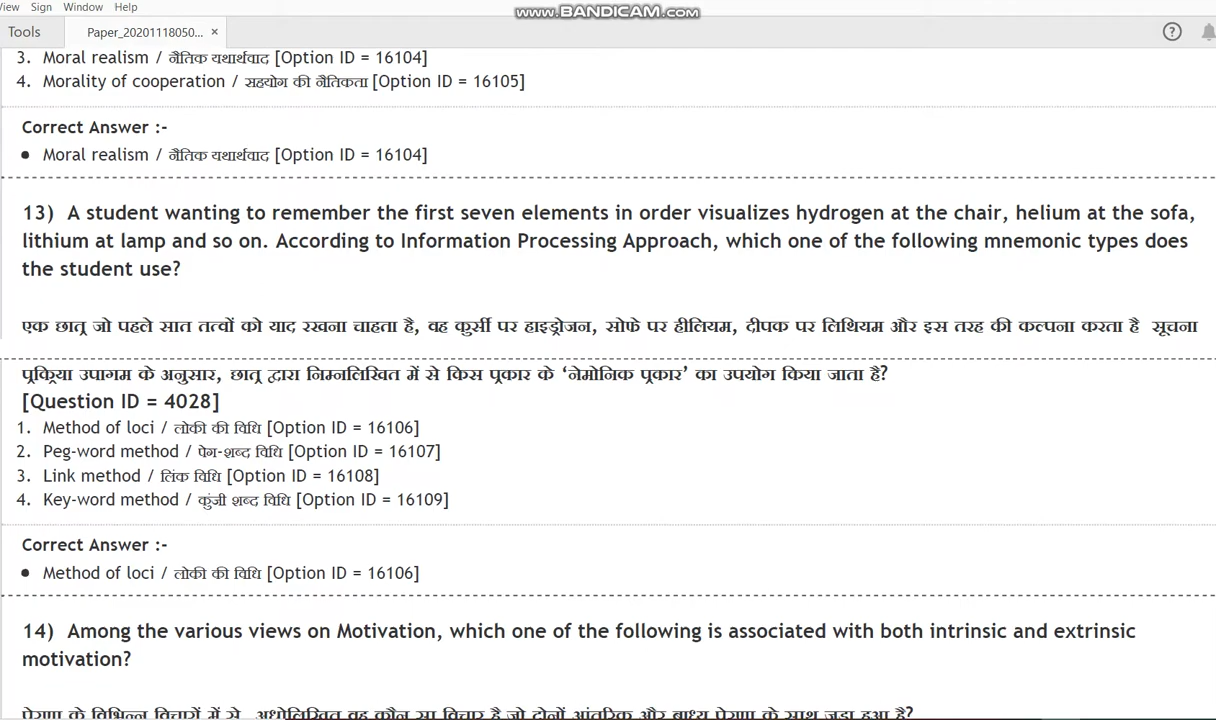 View Sign Window Help
www.BANDICAM.com
Tools Paper_20201118050... ×
3. Moral realism / नैतिक यथार्थवाद [Option ID = 16104]
4. Morality of cooperation / सहयोग की नैतिकता [Option ID = 16105]
Correct Answer :-
• Moral realism / नैतिक यथार्थवाद [Option ID = 16104]
13) A student wanting to remember the first seven elements in order visualizes hydrogen at the chair, helium at the sofa,
lithium at lamp and so on. According to Information Processing Approach, which one of the following mnemonic types does
the student use?
एक छात्र जो पहले सात तत्वों को याद रखना चाहता है, वह कुर्सी पर हाइड्रोजन, सोफे पर हीलियम, दीपक पर लिथियम और इस तरह की कल्पना करता है सूचना
प्रक्रिया उपागम के अनुसार, छात्र द्वारा निम्नलिखित में से किस प्रकार के ‘नेमोनिक प्रकार’ का उपयोग किया जाता है?
[Question ID = 4028]
1. Method of loci / लोकी की विधि [Option ID = 16106]
2. Peg-word method / पेग-शब्द विधि [Option ID = 16107]
3. Link method / लिंक विधि [Option ID = 16108]
4. Key-word method / कुंजी शब्द विधि [Option ID = 16109]
Correct Answer :-
• Method of loci / लोकी की विधि [Option ID = 16106]
14) Among the various views on Motivation, which one of the following is associated with both intrinsic and extrinsic
motivation?
प्रेरणा के विभिन्न विचारों में से, अधोलिखित वह कौन सा विचार है जो दोनों आंतरिक और बाध्य प्रेरणा के साथ जुड़ा हुआ है?